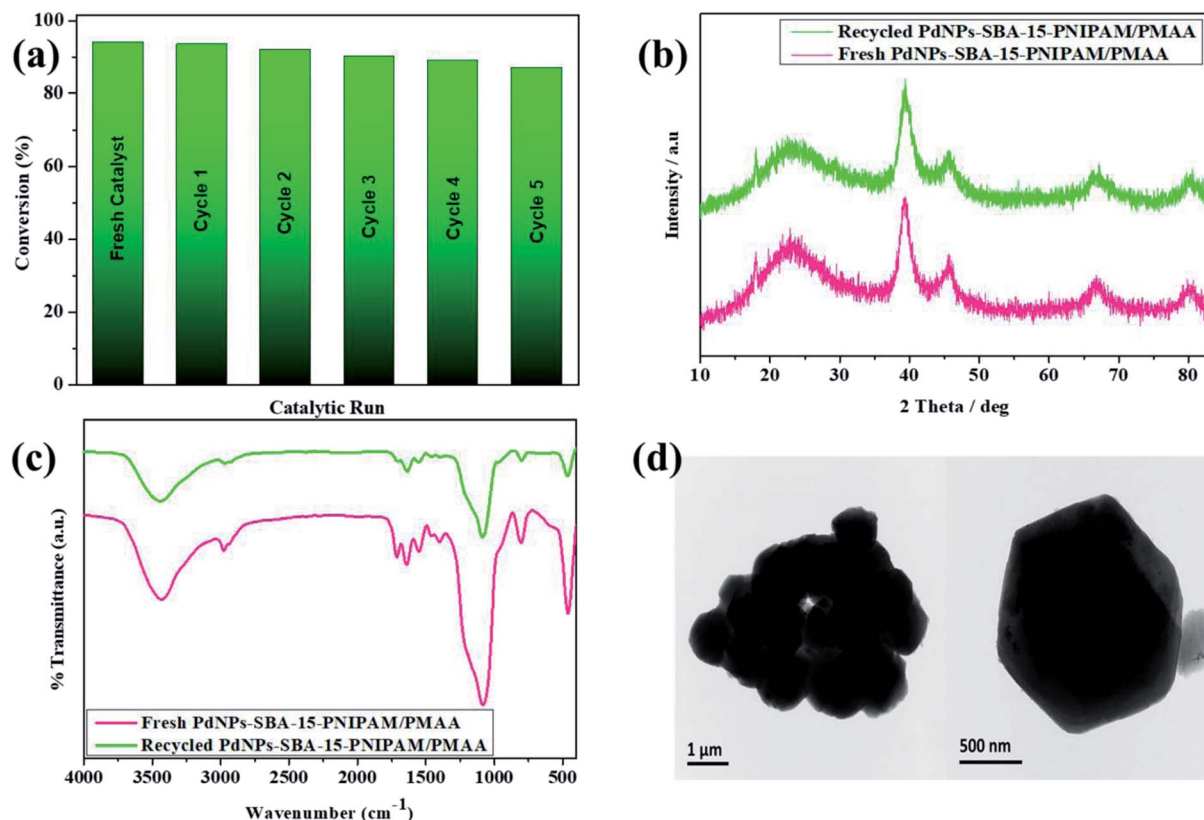 (a)
100
80
60
40
20
0
Conversion (%)
Fresh Catalyst
Cycle 1
Cycle 2
Cycle 3
Cycle 4
Cycle 5
Catalytic Run
(b)
Recycled PdNPs-SBA-15-PNIPAM/PMAA
Fresh PdNPs-SBA-15-PNIPAM/PMAA
Intensity / a.u
10 20 30 40 50 60 70 80
2 Theta / deg
(c)
% Transmittance (a.u.)
Fresh PdNPs-SBA-15-PNIPAM/PMAA
Recycled PdNPs-SBA-15-PNIPAM/PMAA
4000 3500 3000 2500 2000 1500 1000 500
Wavenumber (cm-1)
(d)
1 µm
500 nm